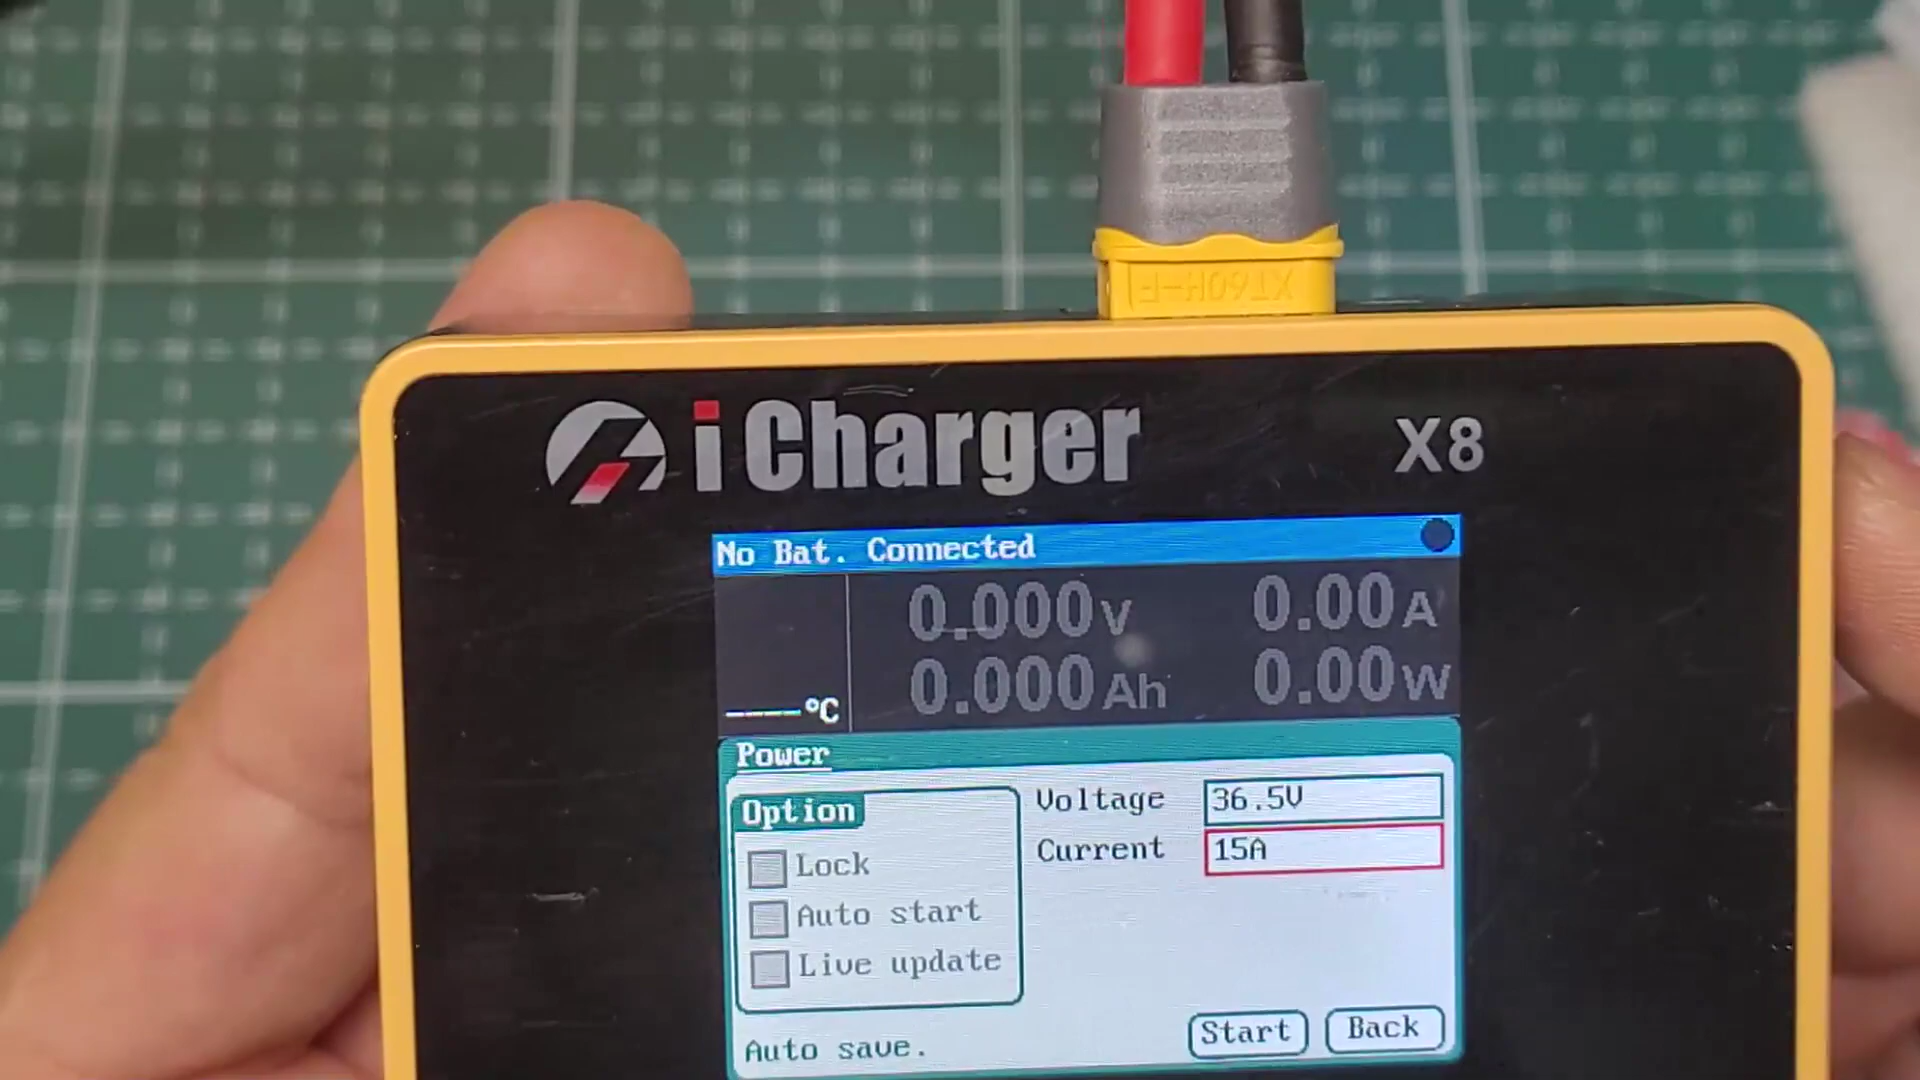 XT60H-F
iCharger X8
No Bat. Connected
0.000V 0.00A
0.000Ah 0.00W
----°C
Power
Option
Voltage 36.5V
Current 15A
Lock
Auto start
Live update
Auto save.
Start Back